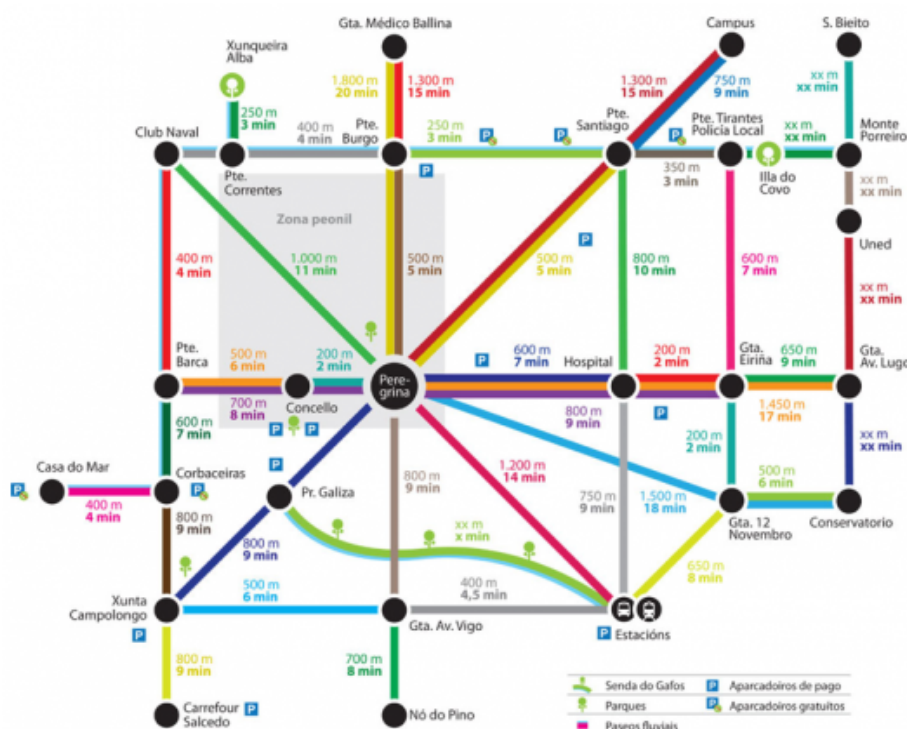 Gta. Médico Ballina
Campus
S. Bieito
Xunqueira
Alba
1.800 m
20 min
1.300 m
15 min
1.300 m
15 min
750 m
9 min
xx m
xx min
250 m
3 min
400 m
4 min
Pte.
Burgo
250 m
3 min
Pte.
Santiago
Pte. Tirantes
Policía Local
xx m
xx min
Monte
Porreiro
Club Naval
Pte.
Correntes
350 m
3 min
Illa do
Covo
xx m
xx min
Zona peonil
Uned
400 m
4 min
1.000 m
11 min
500 m
5 min
500 m
5 min
800 m
10 min
600 m
7 min
xx m
xx min
Pte.
Barca
500 m
6 min
200 m
2 min
600 m
7 min
Hospital
200 m
2 min
Gta.
Eiriña
650 m
9 min
Gta.
Av. Lugo
Pere-
grina
700 m
8 min
Concello
800 m
9 min
1.450 m
17 min
600 m
7 min
200 m
2 min
xx m
xx min
Casa do Mar
Corbaceiras
800 m
9 min
1.200 m
14 min
500 m
6 min
400 m
4 min
Pr. Galiza
750 m
9 min
1.500 m
18 min
Gta. 12
Novembro
Conservatorio
800 m
9 min
xx m
x min
800 m
9 min
650 m
8 min
500 m
6 min
400 m
4,5 min
Xunta
Campolongo
Gta. Av. Vigo
Estacións
800 m
9 min
700 m
8 min
Senda do Gafos
Aparcadoiros de pago
Parques
Aparcadoiros gratuítos
Paseos fluviais
Carrefour
Salcedo
Nó do Pino